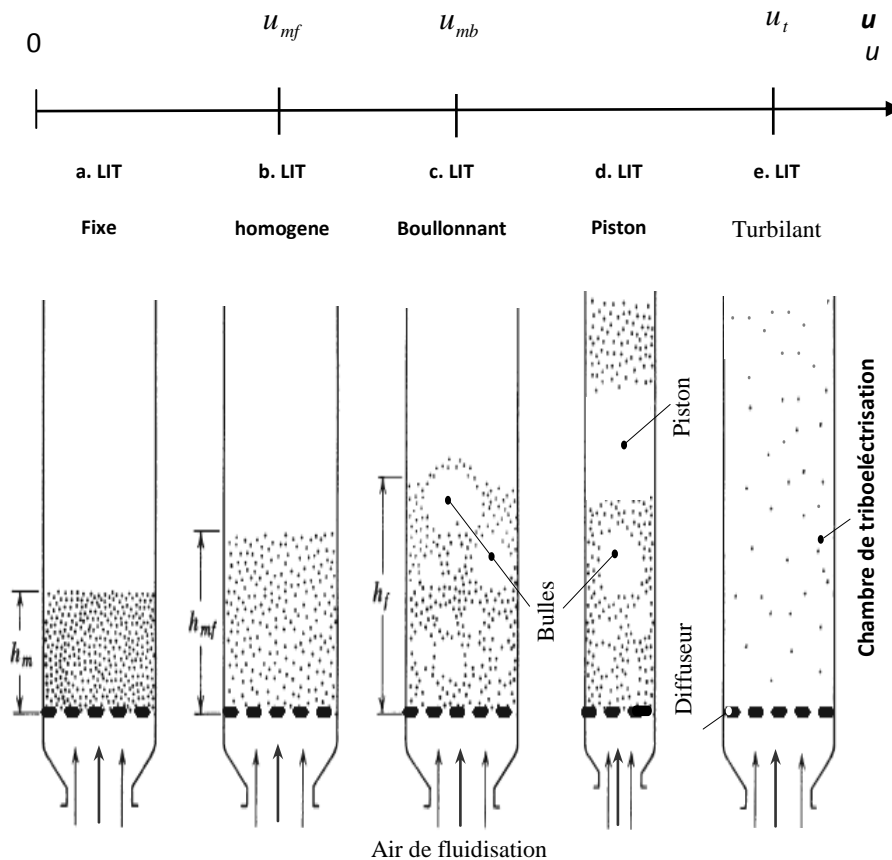 0
u_mf
u_mb
u_t
u
u
a. LIT
Fixe
b. LIT
homogene
c. LIT
Boullonnant
d. LIT
Piston
e. LIT
Turbilant
h_m
h_mf
h_f
Bulles
Piston
Diffuseur
Chambre de triboeléctrisation
Air de fluidisation